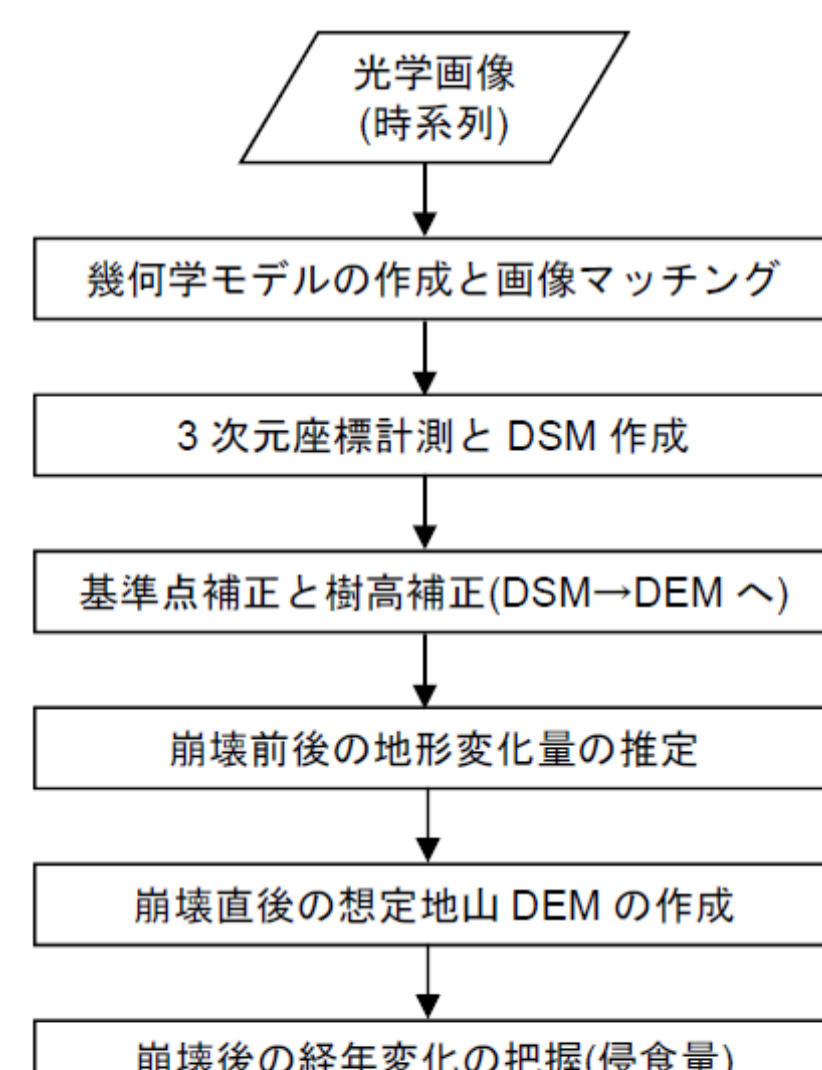 光学画像
(時系列)
幾何学モデルの作成と画像マッチング
3 次元座標計測と DSM 作成
基準点補正と樹高補正(DSM→DEM へ)
崩壊前後の地形変化量の推定
崩壊直後の想定地山 DEM の作成
崩壊後の経年変化の把握(侵食量)